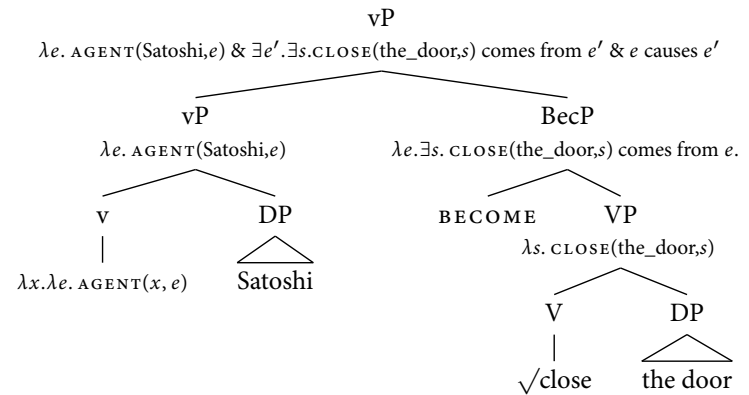 vP
λe. AGENT(Satoshi,e) & ∃e′.∃s.CLOSE(the_door,s) comes from e′ & e causes e′
vP BecP
λe. AGENT(Satoshi,e) λe.∃s. CLOSE(the_door,s) comes from e.
v DP BECOME VP
λx.λe. AGENT(x, e) Satoshi λs. CLOSE(the_door,s)
V DP
√close the door